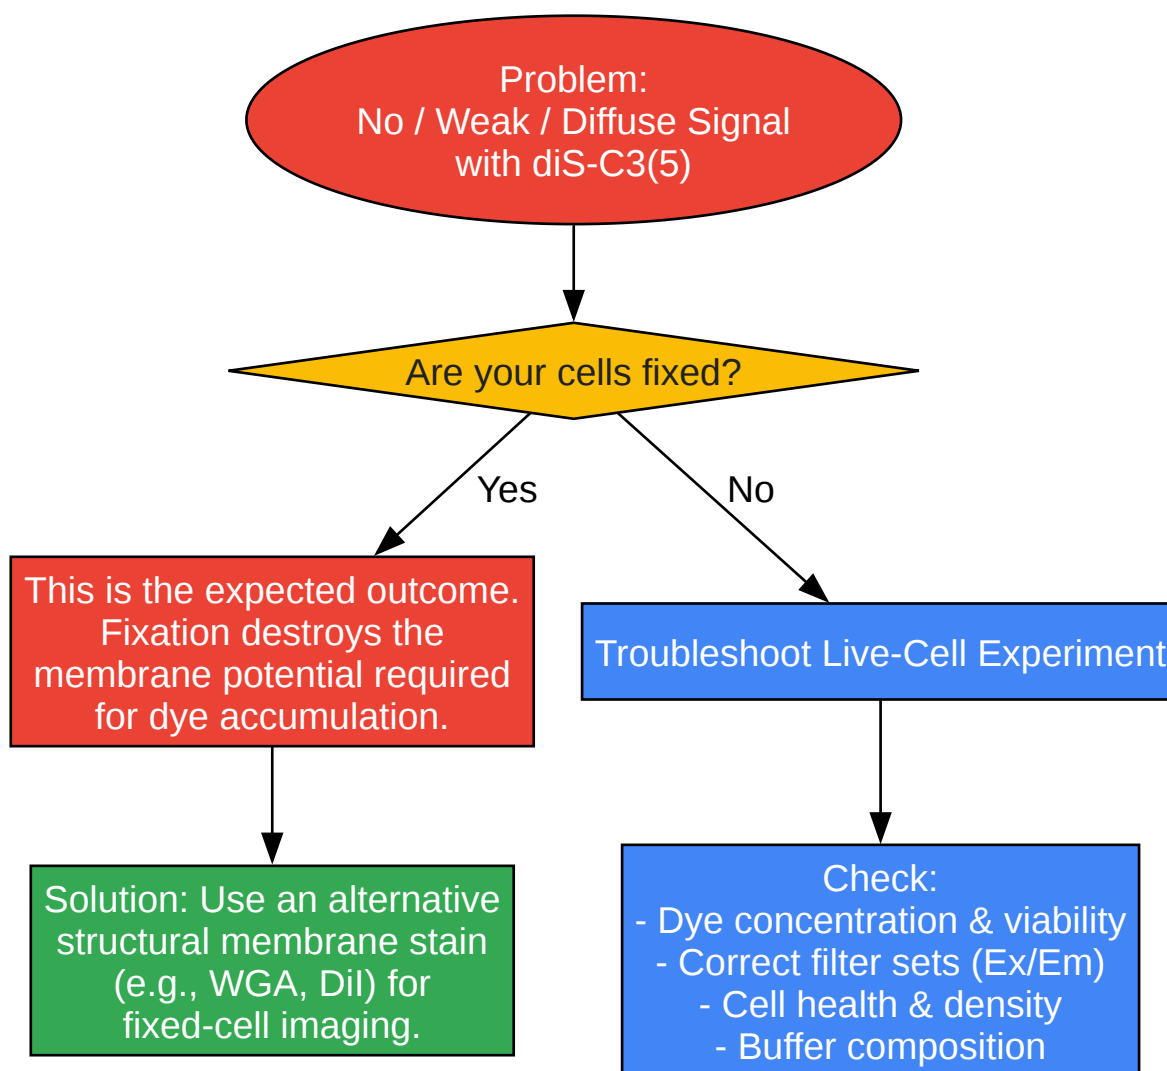 Problem:
No / Weak / Diffuse Signal
with diS-C3(5)
Are your cells fixed?
Yes
No
This is the expected outcome.
Fixation destroys the
membrane potential required
for dye accumulation.
Troubleshoot Live-Cell Experiment
Solution: Use an alternative
structural membrane stain
(e.g., WGA, DiI) for
fixed-cell imaging.
Check:
- Dye concentration & viability
- Correct filter sets (Ex/Em)
- Cell health & density
- Buffer composition